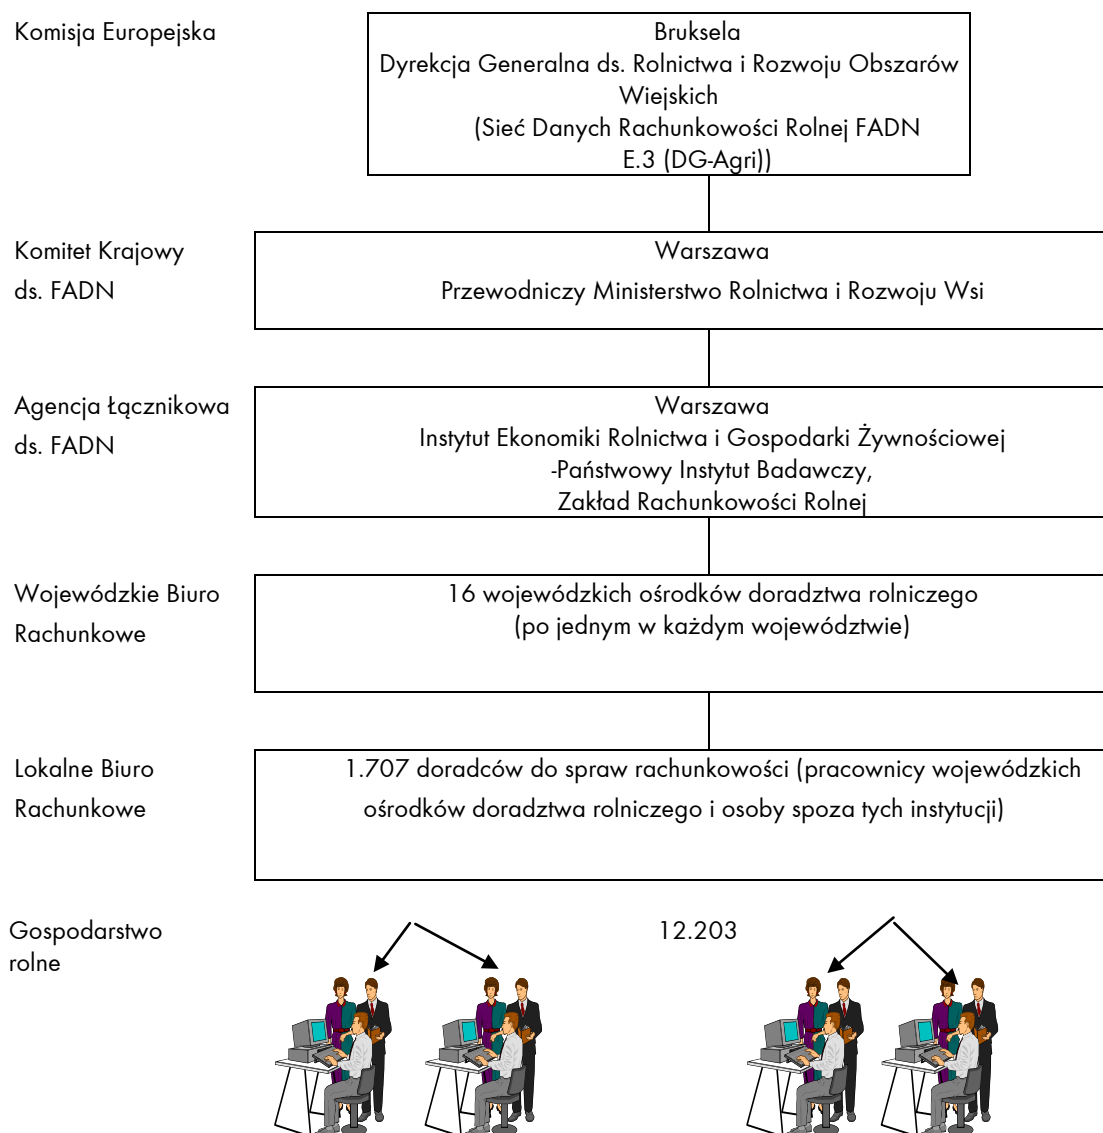 Komisja Europejska
Bruksela
Dyrekcja Generalna ds. Rolnictwa i Rozwoju Obszarów
Wiejskich
(Sieć Danych Rachunkowości Rolnej FADN
E.3 (DG-Agri))
Komitet Krajowy
ds. FADN
Warszawa
Przewodniczy Ministerstwo Rolnictwa i Rozwoju Wsi
Agencja Łącznikowa
ds. FADN
Warszawa
Instytut Ekonomiki Rolnictwa i Gospodarki Żywnościowej
-Państwowy Instytut Badawczy,
Zakład Rachunkowości Rolnej
Wojewódzkie Biuro
Rachunkowe
16 wojewódzkich ośrodków doradztwa rolniczego
(po jednym w każdym województwie)
Lokalne Biuro
Rachunkowe
1.707 doradców do spraw rachunkowości (pracownicy wojewódzkich
ośrodków doradztwa rolniczego i osoby spoza tych instytucji)
Gospodarstwo
rolne
12.203